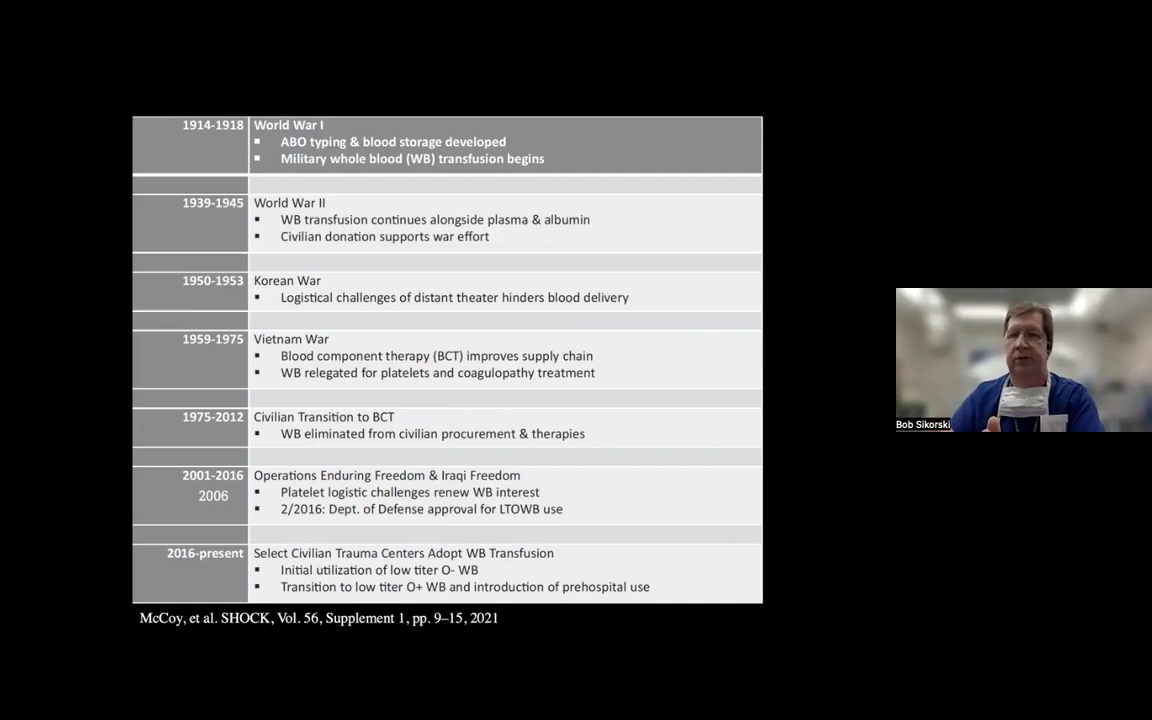 1914-1918 World War I
▪ ABO typing & blood storage developed
▪ Military whole blood (WB) transfusion begins
1939-1945 World War II
▪ WB transfusion continues alongside plasma & albumin
▪ Civilian donation supports war effort
1950-1953 Korean War
▪ Logistical challenges of distant theater hinders blood delivery
1959-1975 Vietnam War
▪ Blood component therapy (BCT) improves supply chain
▪ WB relegated for platelets and coagulopathy treatment
1975-2012 Civilian Transition to BCT
▪ WB eliminated from civilian procurement & therapies
2001-2016 Operations Enduring Freedom & Iraqi Freedom
2006 ▪ Platelet logistic challenges renew WB interest
▪ 2/2016: Dept. of Defense approval for LTOWB use
2016-present Select Civilian Trauma Centers Adopt WB Transfusion
▪ Initial utilization of low titer O- WB
▪ Transition to low titer O+ WB and introduction of prehospital use
McCoy, et al. SHOCK, Vol. 56, Supplement 1, pp. 9–15, 2021
Bob Sikorski